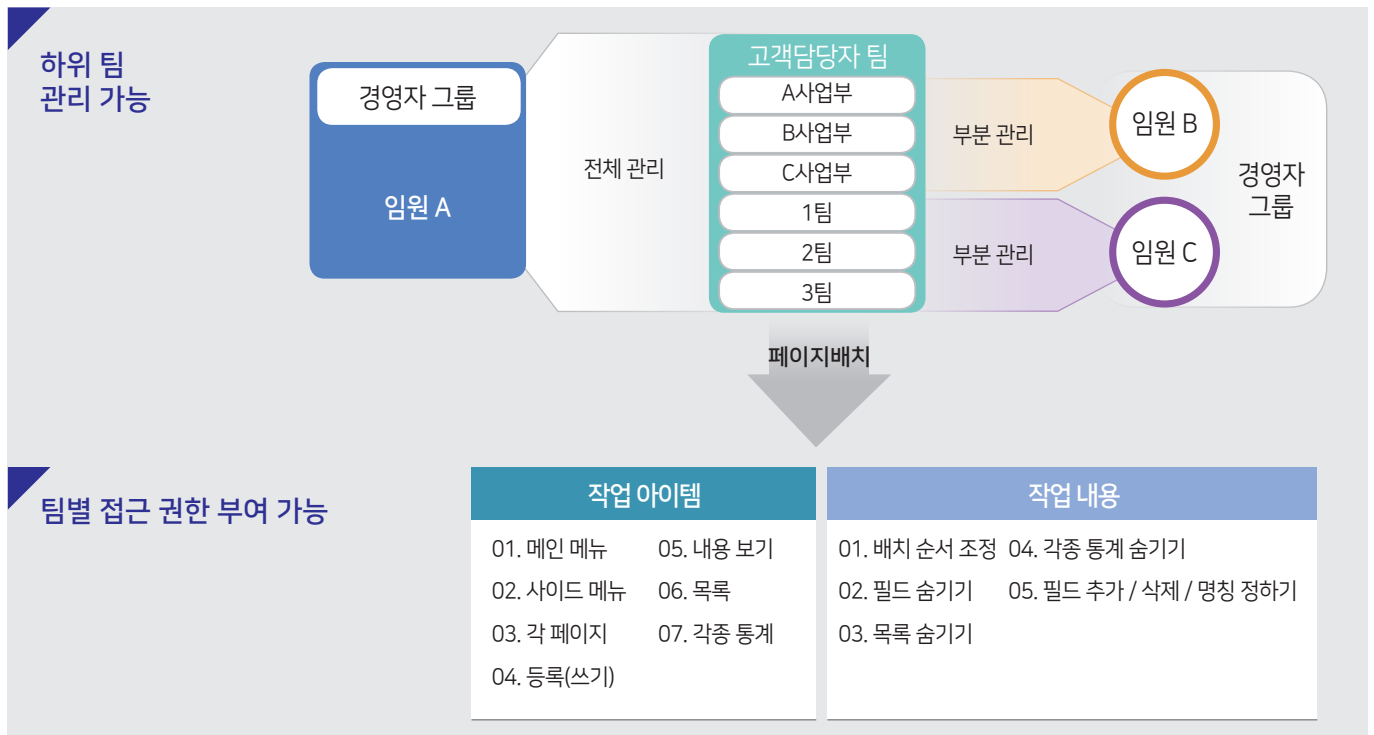 하위 팀
관리 가능
경영자 그룹
임원 A
전체 관리
고객담당자 팀
A사업부
B사업부
C사업부
1팀
2팀
3팀
부분 관리
부분 관리
임원 B
임원 C
경영자
그룹
페이지배치
팀별 접근 권한 부여 가능
작업 아이템
01. 메인 메뉴
02. 사이드 메뉴
03. 각 페이지
04. 등록(쓰기)
05. 내용 보기
06. 목록
07. 각종 통계
작업 내용
01. 배치 순서 조정
02. 필드 숨기기
03. 목록 숨기기
04. 각종 통계 숨기기
05. 필드 추가 / 삭제 / 명칭 정하기